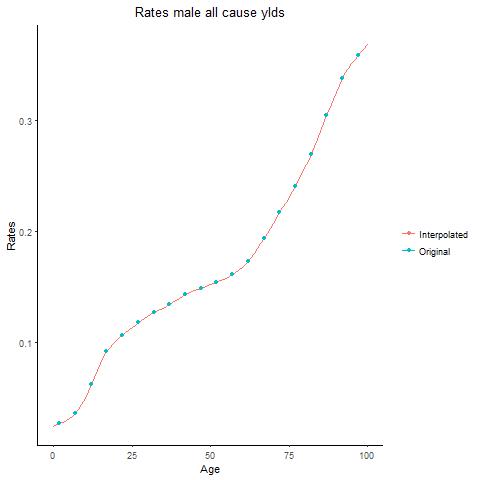 Rates male all cause ylds
Rates
0.3
0.2
0.1
0
25
50
75
100
Age
Interpolated
Original